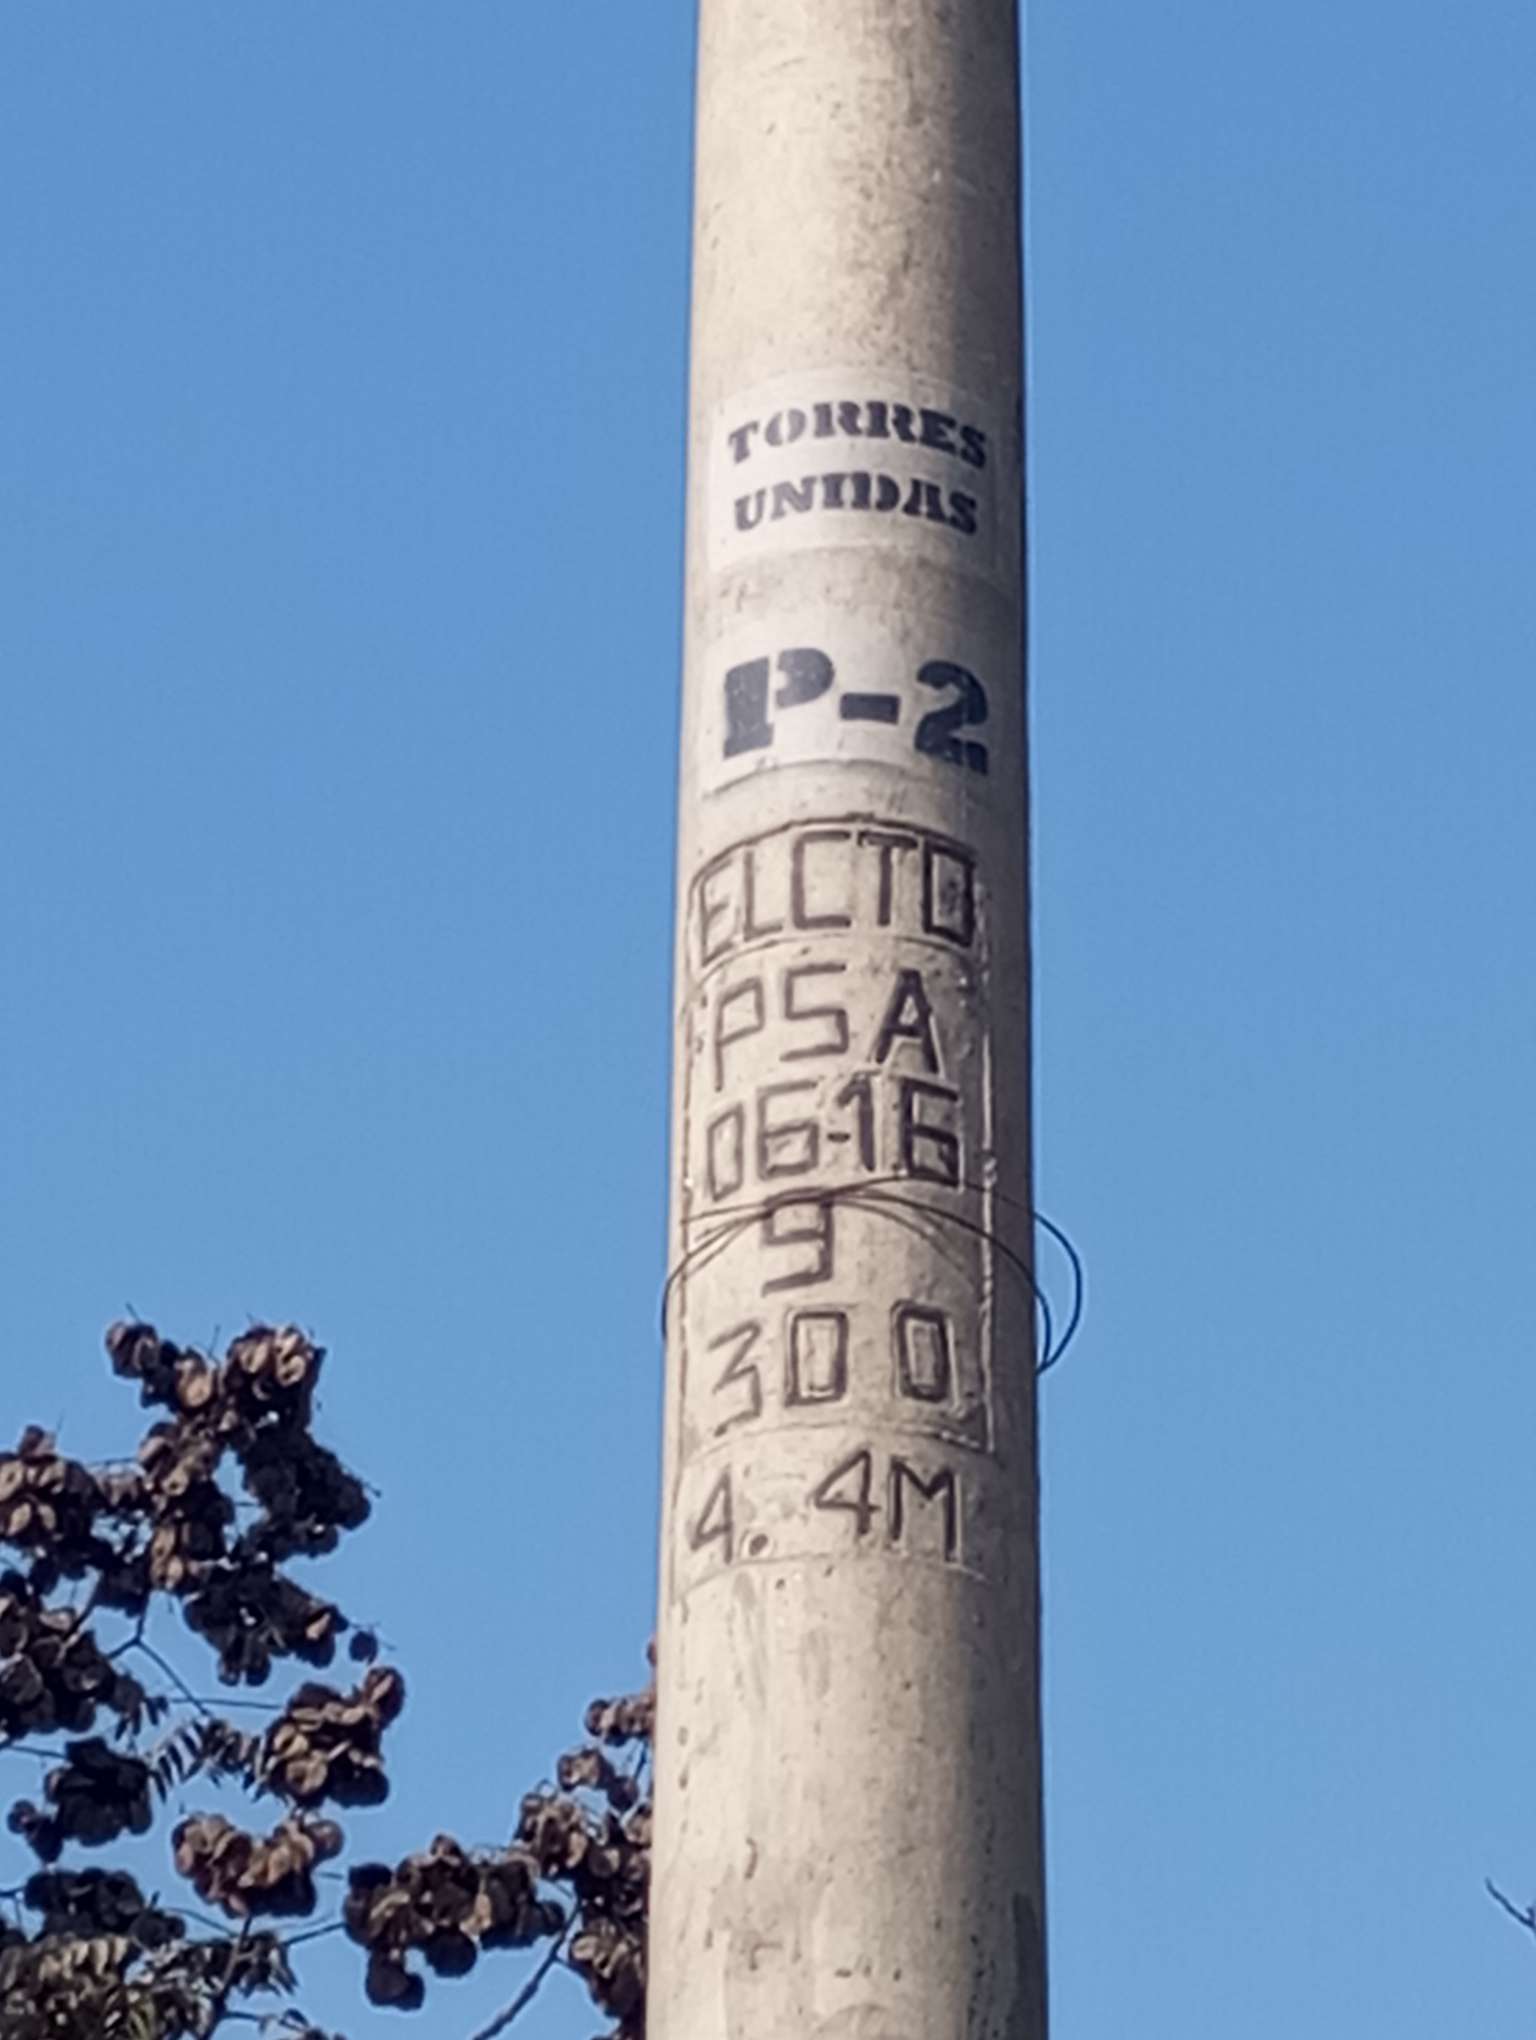 TORRES
UNIDAS
P-2
ELCTO
PSA
06-16
9
300
4.4M